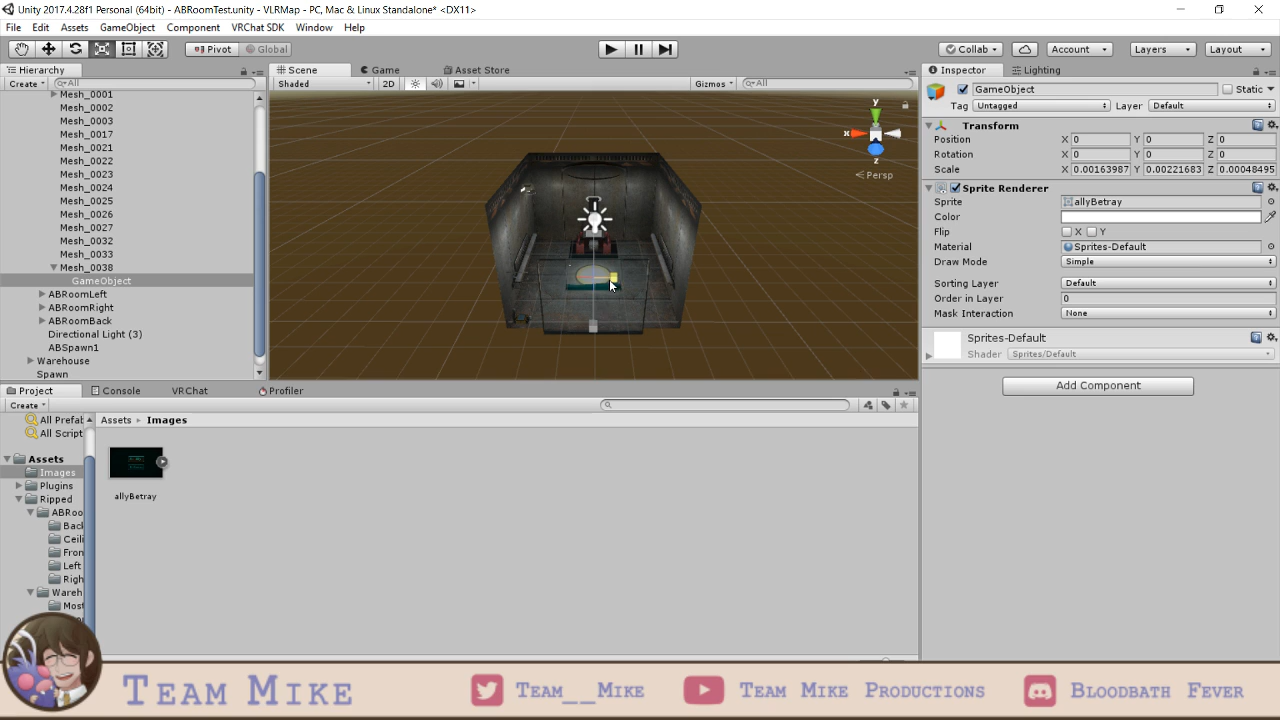 Unity 2017.4.28f1 Personal (64bit) - ABRoomTest.unity - VLRMap - PC, Mac & Linux Standalone* <DX11>
File Edit Assets GameObject Component VRChat SDK Window Help
Pivot Global Collab Account Layers Layout
Hierarchy
Create All
Mesh_0001
Mesh_0002
Mesh_0003
Mesh_0017
Mesh_0021
Mesh_0022
Mesh_0023
Mesh_0024
Mesh_0025
Mesh_0026
Mesh_0027
Mesh_0032
Mesh_0033
Mesh_0038
GameObject
ABRoomLeft
ABRoomRight
ABRoomBack
Directional Light (3)
ABSpawn1
Warehouse
Spawn
Scene Game Asset Store
Shaded 2D Gizmos All
y
x
z
Persp
Inspector Lighting
GameObject Static
Tag Untagged Layer Default
Transform
Position X 0 Y 0 Z 0
Rotation X 0 Y 0 Z 0
Scale X 0.00163987 Y 0.00221683 Z 0.00048495
Sprite Renderer
Sprite allyBetray
Color
Flip X Y
Material Sprites-Default
Draw Mode Simple
Sorting Layer Default
Order in Layer 0
Mask Interaction None
Sprites-Default
Shader Sprites/Default
Add Component
Project Console VRChat Profiler
Create
All Prefab
All Script
Assets
Images
Plugins
Ripped
ABRoo
Back
Ceili
Fron
Left
Righ
Wareh
Most
Assets Images
allyBetray
Team Mike Team__Mike Team Mike Productions Bloodbath Fever